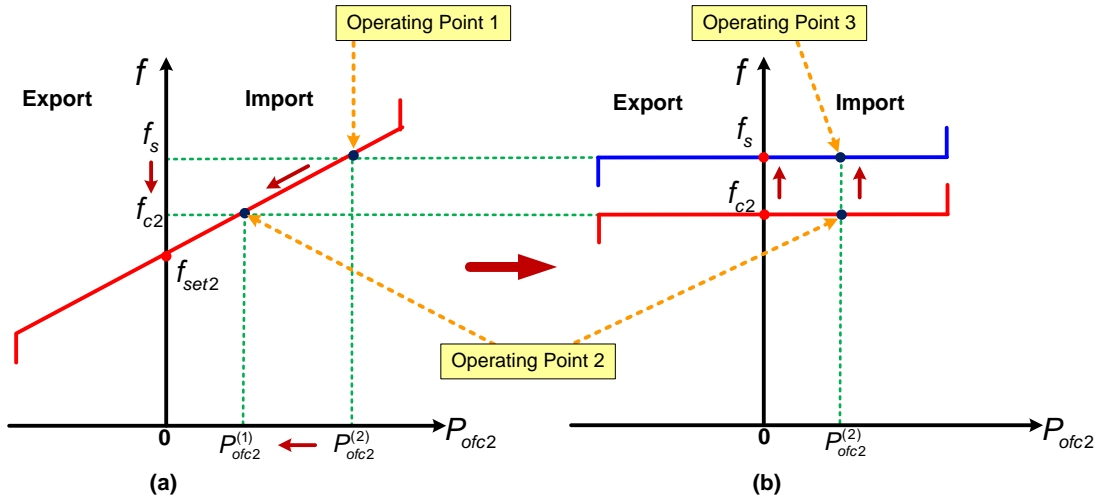 Operating Point 1
Operating Point 3
f
Export
Import
f_s
f_c2
f_set2
0
P_ofc2^(1)
P_ofc2^(2)
P_ofc2
(a)
f
Export
Import
f_s
f_c2
Operating Point 2
0
P_ofc2^(2)
P_ofc2
(b)